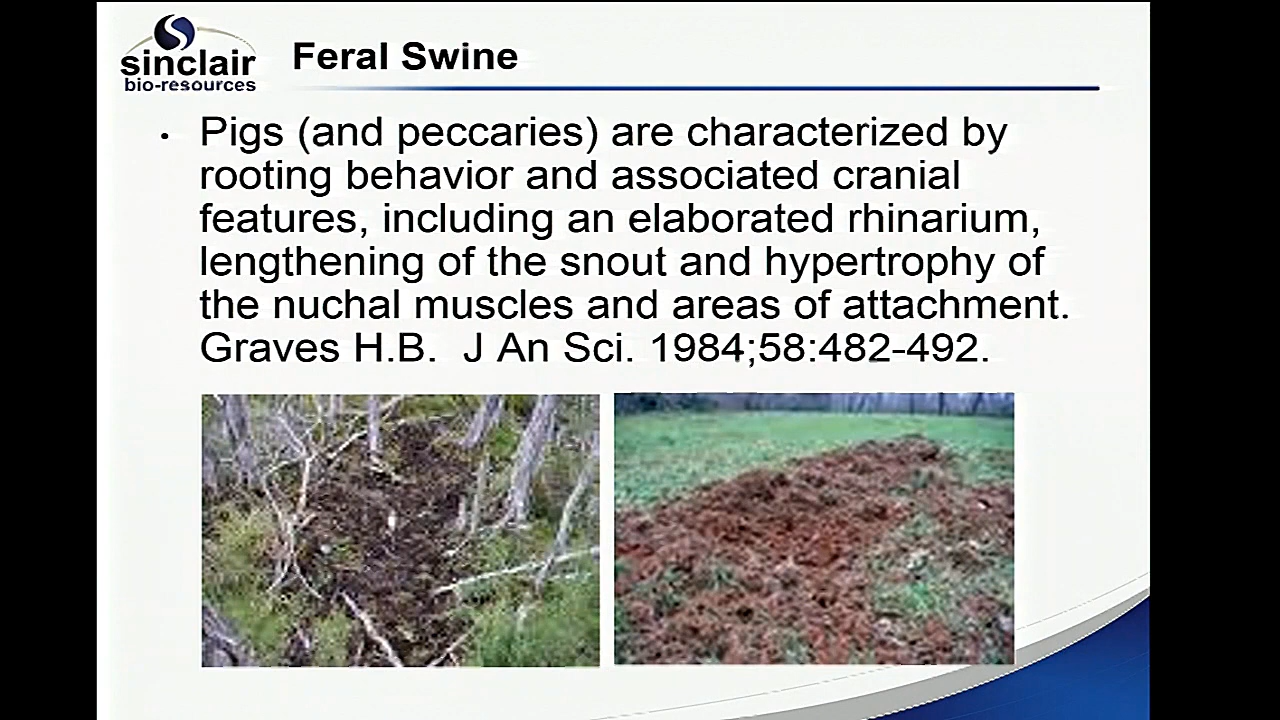 sinclair
bio-resources
Feral Swine
• Pigs (and peccaries) are characterized by
rooting behavior and associated cranial
features, including an elaborated rhinarium,
lengthening of the snout and hypertrophy of
the nuchal muscles and areas of attachment.
Graves H.B.  J An Sci. 1984;58:482-492.